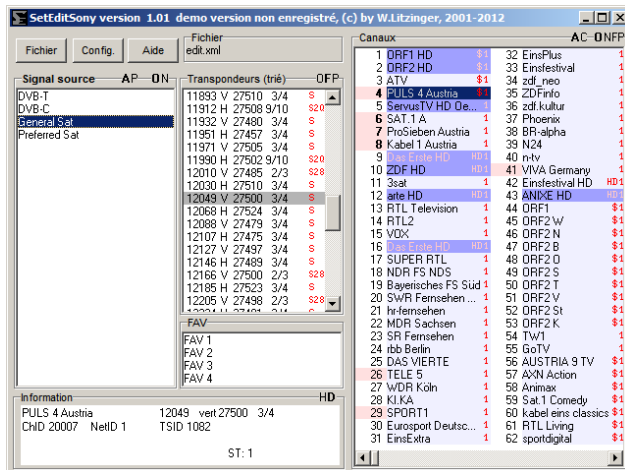 SetEditSony version 1.01 demo version non enregistré, (c) by W.Litzinger, 2001-2012
Fichier
Config.
Aide
Fichier
edit.xml
Signal source AP ON
DVB-T
DVB-C
General Sat
Preferred Sat
Transpondeurs (trié) OFP
11893 V 27510 3/4 S
11912 H 27508 9/10 S20
11932 V 27480 3/4 S
11951 H 27457 3/4 S
11971 V 27505 3/4 S
11990 H 27502 9/10 S20
12010 V 27485 2/3 S28
12030 H 27510 3/4 S
12049 V 27500 3/4 S
12068 H 27524 3/4 S
12088 V 27479 3/4 S
12107 H 27475 3/4 S
12127 V 27497 3/4 S
12146 H 27489 3/4 S
12166 V 27500 2/3 S28
12185 H 27523 3/4 S
12205 V 27498 2/3 S28
FAV
FAV 1
FAV 2
FAV 3
FAV 4
Information HD
PULS 4 Austria 12049 vert 27500 3/4
ChID 20007 NetID 1 TSID 1082
ST: 1
Canaux AC ONFP
1 ORF1 HD $1
2 ORF2 HD $1
3 ATV $1
4 PULS 4 Austria $1
5 ServusTV HD Oe... 1
6 SAT.1 A 1
7 ProSieben Austria 1
8 Kabel 1 Austria 1
9 Das Erste HD HD1
10 ZDF HD HD1
11 3sat 1
12 arte HD HD1
13 RTL Television 1
14 RTL2 1
15 VOX 1
16 Das Erste HD HD1
17 SUPER RTL 1
18 NDR FS NDS 1
19 Bayerisches FS Süd 1
20 SWR Fernsehen ... 1
21 hr-fernsehen 1
22 MDR Sachsen 1
23 SR Fernsehen 1
24 rbb Berlin 1
25 DAS VIERTE 1
26 TELE 5 1
27 WDR Köln 1
28 KI.KA 1
29 SPORT1 1
30 Eurosport Deutsc... 1
31 EinsExtra 1
32 EinsPlus 1
33 Einsfestival 1
34 zdf_neo 1
35 ZDFinfo 1
36 zdf.kultur 1
37 Phoenix 1
38 BR-alpha 1
39 N24 1
40 n-tv 1
41 VIVA Germany 1
42 Einsfestival HD HD1
43 ANIXE HD HD1
44 ORF1 $1
45 ORF2 W $1
46 ORF2 N $1
47 ORF2 B $1
48 ORF2 O $1
49 ORF2 S $1
50 ORF2 T $1
51 ORF2 V $1
52 ORF2 St $1
53 ORF2 K $1
54 TW1 1
55 GoTV 1
56 AUSTRIA 9 TV $1
57 AXN Action $1
58 Animax $1
59 Sat.1 Comedy $1
60 kabel eins classics $1
61 RTL Living $1
62 sportdigital $1